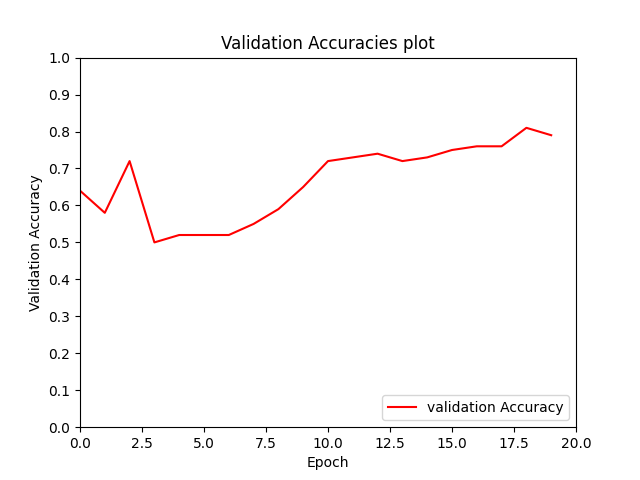 Validation Accuracies plot
1.0
0.9
0.8
0.7
0.6
0.5
0.4
0.3
0.2
0.1
0.0
Validation Accuracy
validation Accuracy
0.0 2.5 5.0 7.5 10.0 12.5 15.0 17.5 20.0
Epoch